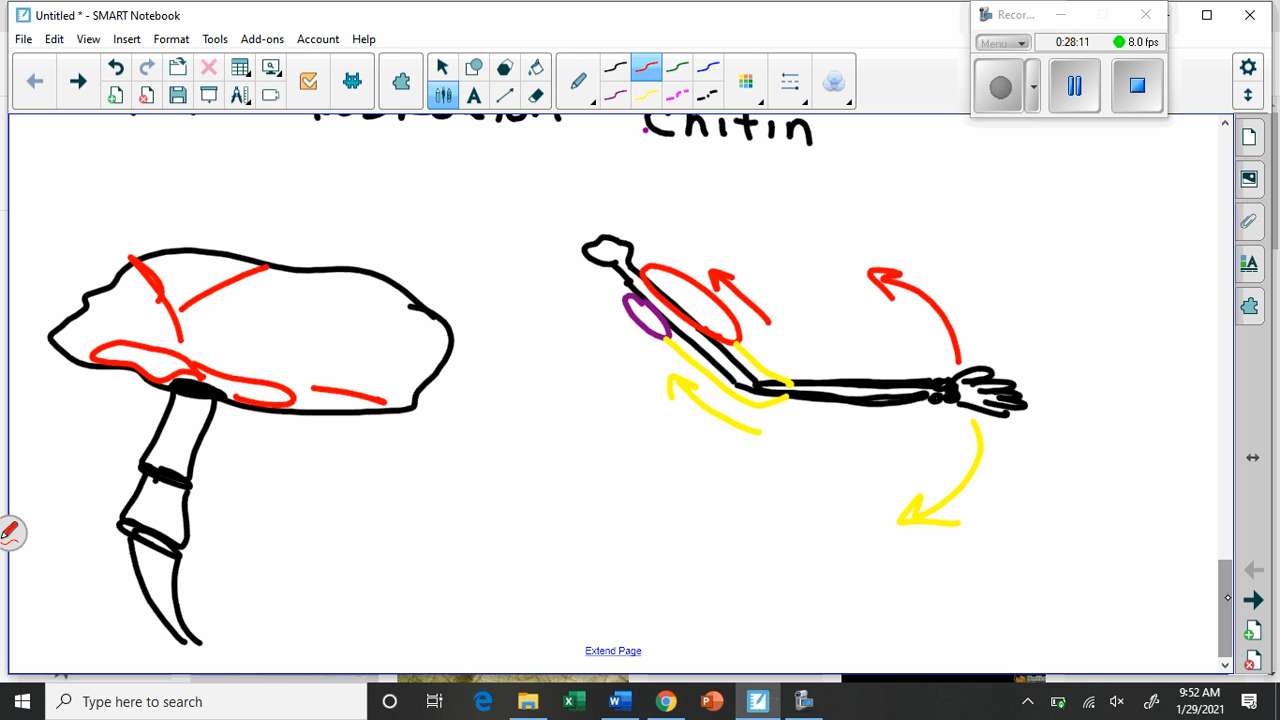 Untitled * - SMART Notebook
Recor...
File Edit View Insert Format Tools Add-ons Account Help
Menu
0:28:11
8.0 fps
Chitin
Extend Page
Type here to search
9:52 AM
1/29/2021